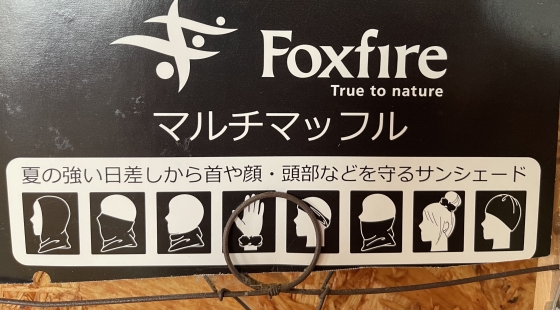 Foxfire
True to nature
マルチマッフル
夏の強い日差しから首や顔・頭部などを守るサンシェード